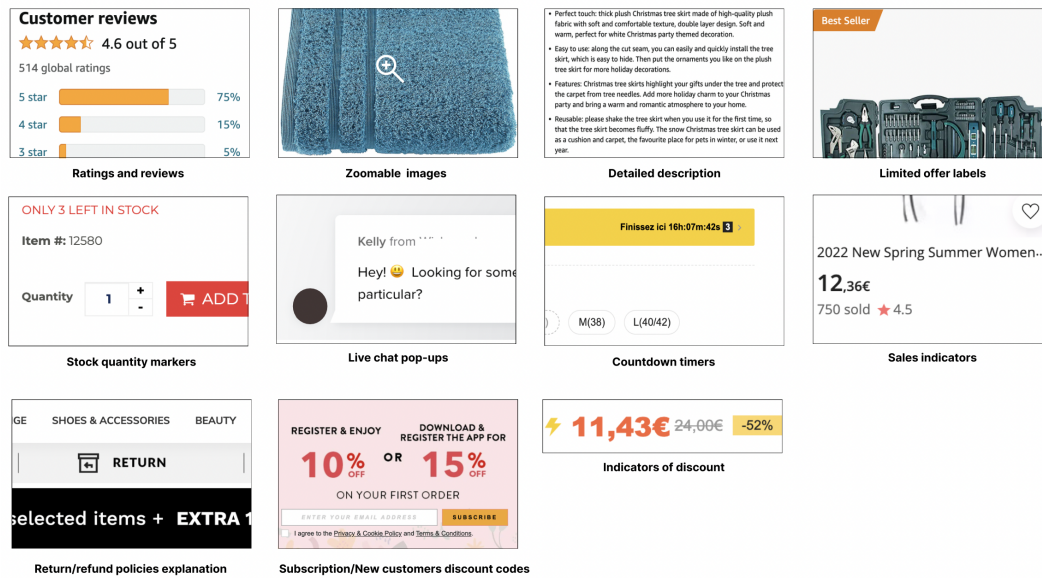 Customer reviews
4.6 out of 5
514 global ratings
5 star 75%
4 star 15%
3 star 5%
Ratings and reviews
Zoomable images
• Perfect touch: thick plush Christmas tree skirt made of high-quality plush
fabric with soft and comfortable texture, double layer design. Soft and
warm, perfect for white Christmas party themed decoration.
• Easy to use: along the cut seam, you can easily and quickly install the tree
skirt, which is easy to hide. Then put the ornaments you like on the plush
tree skirt for more holiday decorations.
• Features: Christmas tree skirts highlight your gifts under the tree and protect
the carpet from tree needles. Add more holiday charm to your Christmas
party and bring a warm and romantic atmosphere to your home.
• Reusable: please shake the tree skirt when you use it for the first time, so
that the tree skirt becomes fluffy. The snow Christmas tree skirt can be used
as a cushion and carpet, the favourite place for pets in winter, or use it next
year.
Detailed description
Best Seller
Limited offer labels
ONLY 3 LEFT IN STOCK
Item #: 12580
Quantity 1 + -
ADD T
Stock quantity markers
Kelly from
Hey! 😀 Looking for some
particular?
Live chat pop-ups
Finissez ici 16h:07m:42s 3 >
M(38) L(40/42)
Countdown timers
2022 New Spring Summer Women...
12,36€
750 sold ★ 4.5
Sales indicators
GE SHOES & ACCESSORIES BEAUTY
RETURN
selected items + EXTRA 1
Return/refund policies explanation
REGISTER & ENJOY
10% OFF
OR
DOWNLOAD &
REGISTER THE APP FOR
15% OFF
ON YOUR FIRST ORDER
ENTER YOUR EMAIL ADDRESS SUBSCRIBE
I agree to the Privacy & Cookie Policy and Terms & Conditions.
Subscription/New customers discount codes
11,43€ 24,00€ -52%
Indicators of discount